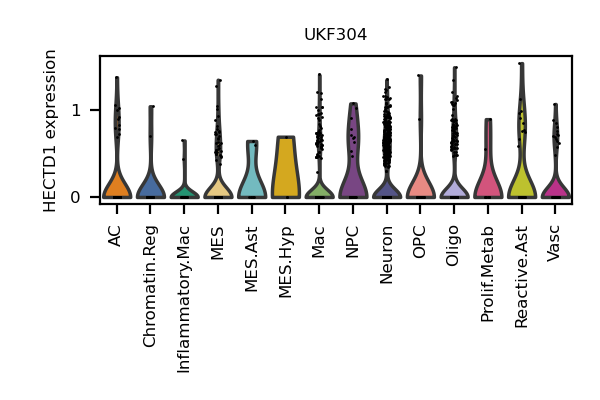 UKF304
HECTD1 expression
1
0
AC
Chromatin.Reg
Inflammatory.Mac
MES
MES.Ast
MES.Hyp
Mac
NPC
Neuron
OPC
Oligo
Prolif.Metab
Reactive.Ast
Vasc